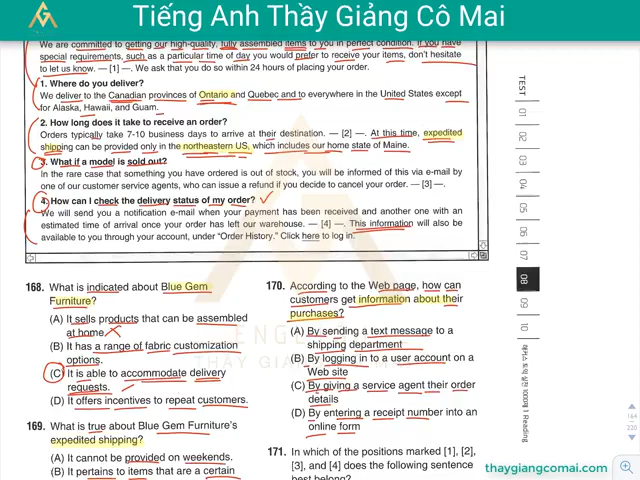 Tiếng Anh Thầy Giảng Cô Mai
We are committed to getting our high-quality, fully assembled items to you in perfect condition. If you have
special requirements, such as a particular time of day you would prefer to receive your items, don't hesitate
to let us know. — [1] —. We ask that you do so within 24 hours of placing your order.
1. Where do you deliver?
We deliver to the Canadian provinces of Ontario and Quebec and to everywhere in the United States except
for Alaska, Hawaii, and Guam.
2. How long does it take to receive an order?
Orders typically take 7-10 business days to arrive at their destination. — [2] —. At this time, expedited
shipping can be provided only in the northeastern US, which includes our home state of Maine.
3. What if a model is sold out?
In the rare case that something you have ordered is out of stock, you will be informed of this via e-mail by
one of our customer service agents, who can issue a refund if you decide to cancel your order. — [3] —.
4. How can I check the delivery status of my order?
We will send you a notification e-mail when your payment has been received and another one with an
estimated time of arrival once your order has left our warehouse. — [4] —. This information will also be
available to you through your account, under “Order History.” Click here to log in.
168. What is indicated about Blue Gem
Furniture?
(A) It sells products that can be assembled
at home.
(B) It has a range of fabric customization
options.
(C) It is able to accommodate delivery
requests.
(D) It offers incentives to repeat customers.
169. What is true about Blue Gem Furniture's
expedited shipping?
(A) It cannot be provided on weekends.
(B) It pertains to items that are a certain
170. According to the Web page, how can
customers get information about their
purchases?
(A) By sending a text message to a
shipping department
(B) By logging in to a user account on a
Web site
(C) By giving a service agent their order
details
(D) By entering a receipt number into an
online form
171. In which of the positions marked [1], [2],
[3], and [4] does the following sentence
best belong?
TEST
01
02
03
04
05
06
07
08
09
10
해커스 토익 실전 1000제 1 Reading
164
220
ENGLISH
THAY GIANG CO MAI
thaygiangcomai.com